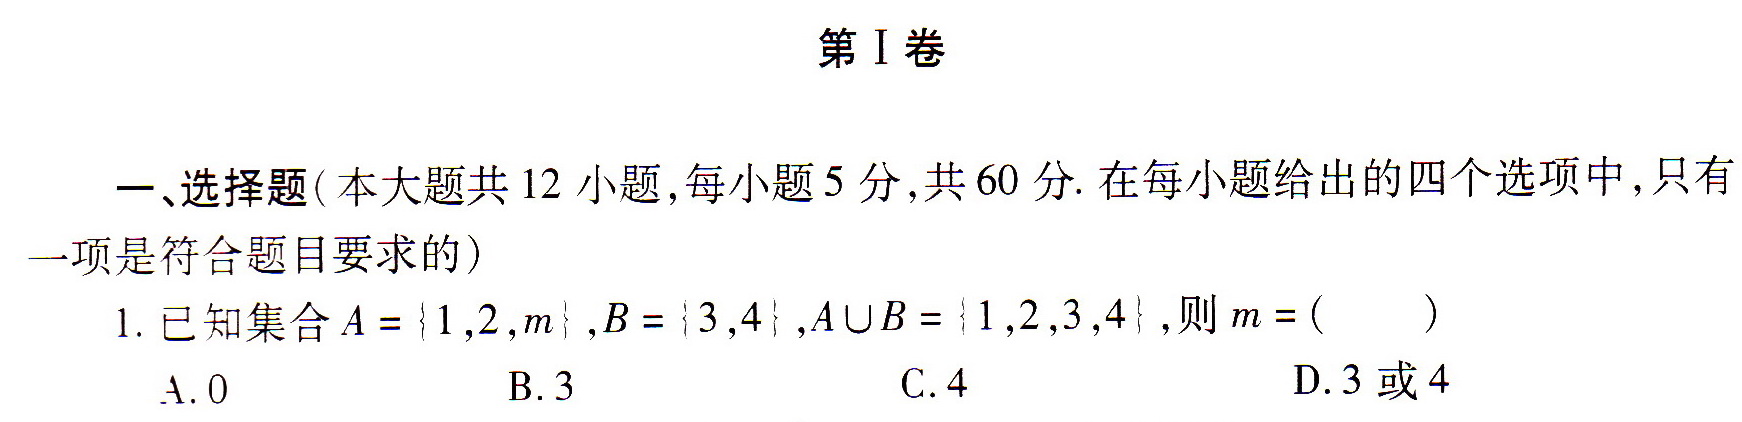 第Ⅰ卷
一、选择题(本大题共 12 小题,每小题 5 分,共 60 分. 在每小题给出的四个选项中,只有
一项是符合题目要求的)
1. 已知集合 A = {1,2,m},B = {3,4},A∪B = {1,2,3,4},则 m = (  )
A. 0 B. 3 C. 4 D. 3 或 4